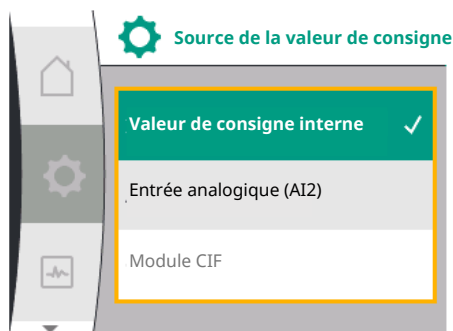 Source de la valeur de consigne
Valeur de consigne interne
Entrée analogique (AI2)
Module CIF